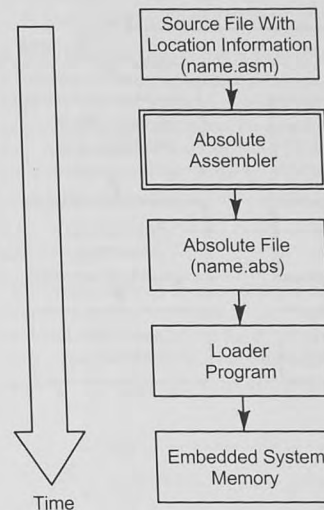 Source File With
Location Information
(name.asm)
Absolute
Assembler
Absolute File
(name.abs)
Loader
Program
Embedded System
Memory
Time